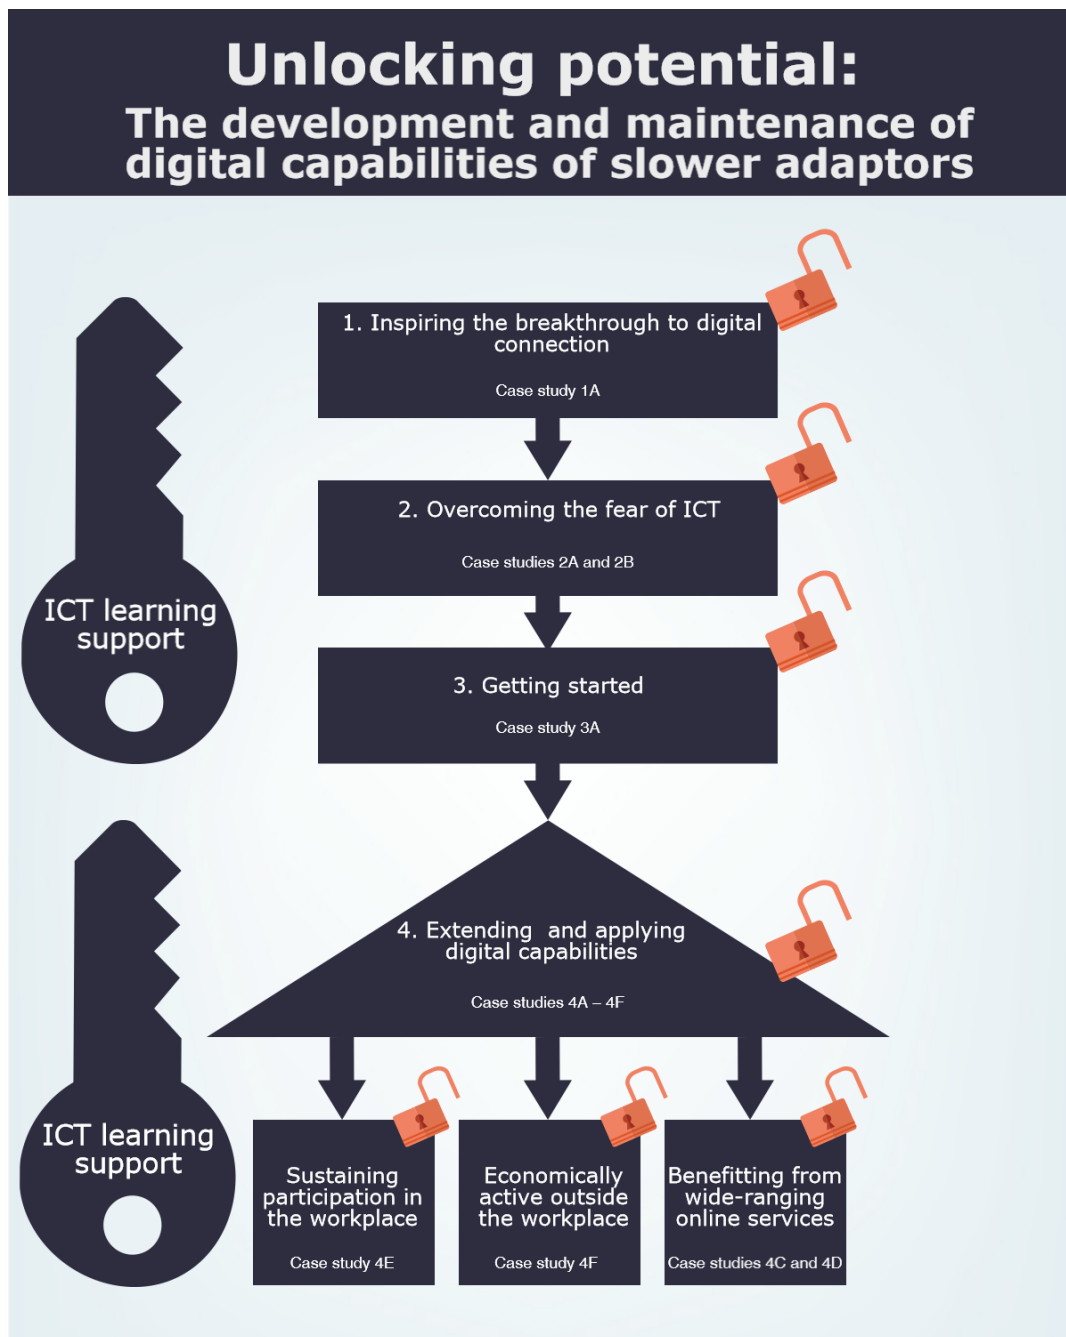 Unlocking potential:
The development and maintenance of
digital capabilities of slower adaptors
1. Inspiring the breakthrough to digital
connection
Case study 1A
2. Overcoming the fear of ICT
Case studies 2A and 2B
ICT learning
support
3. Getting started
Case study 3A
4. Extending  and applying
digital capabilities
Case studies 4A – 4F
ICT learning
support
Sustaining
participation in
the workplace
Case study 4E
Economically
active outside
the workplace
Case study 4F
Benefitting from
wide-ranging
online services
Case studies 4C and 4D